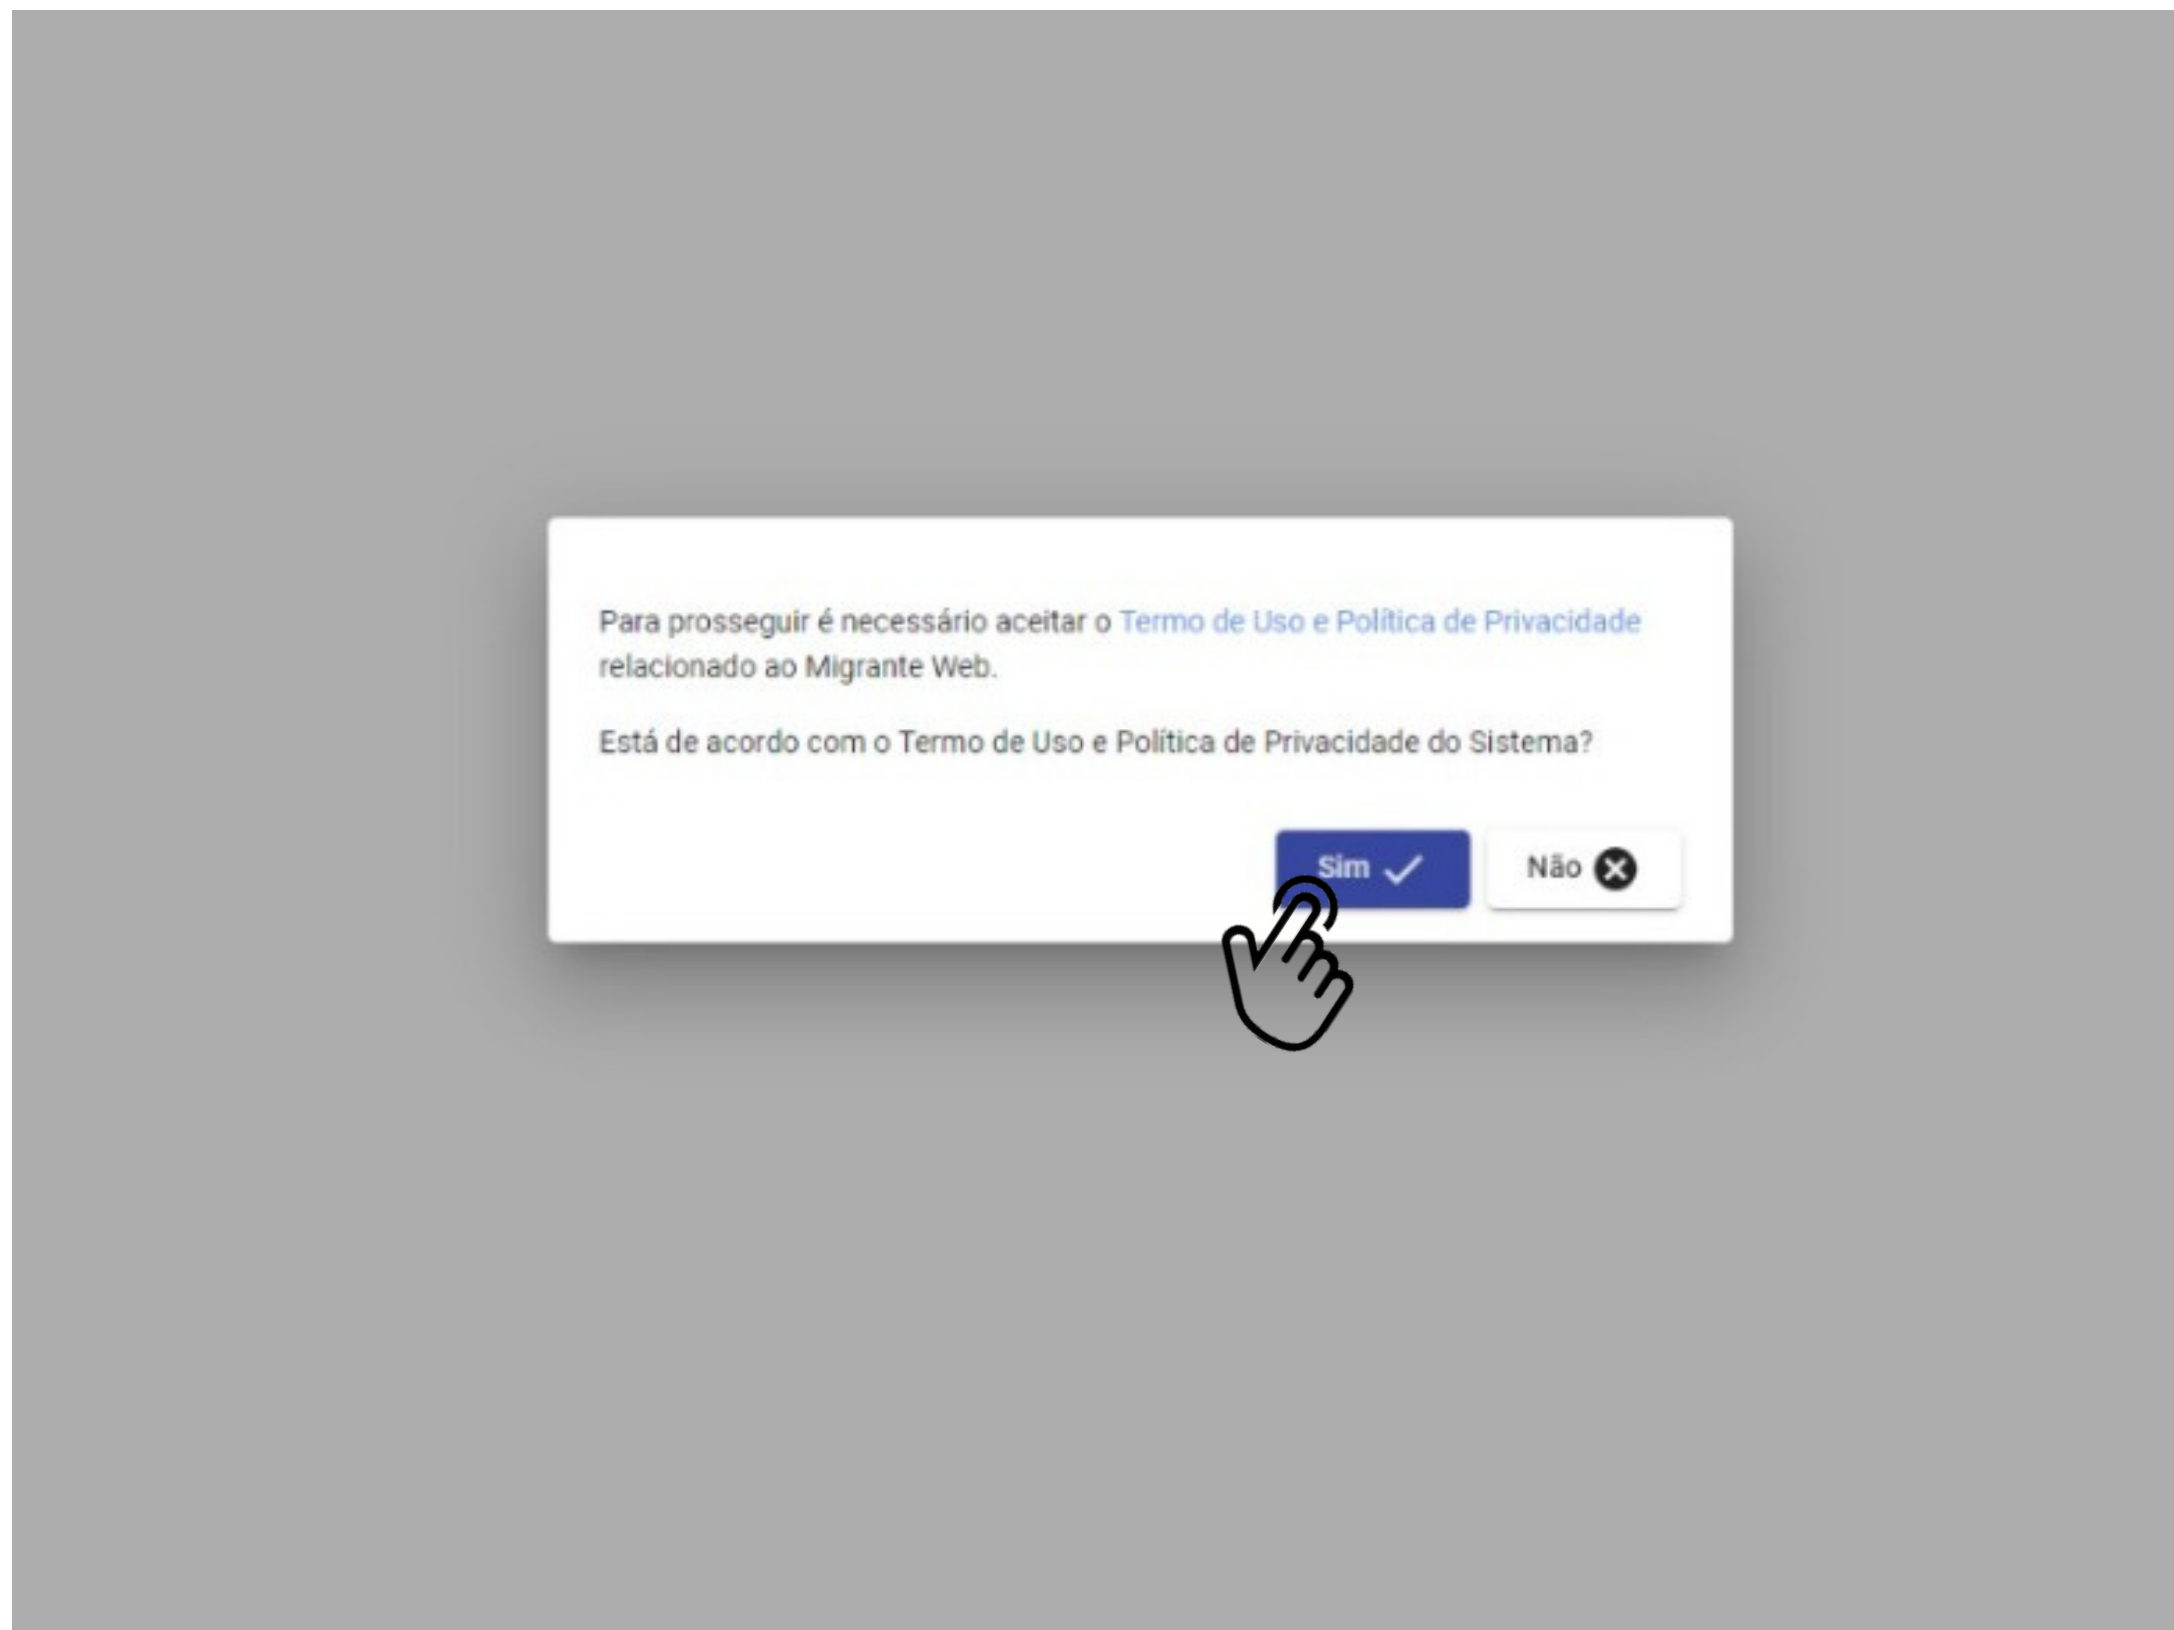 Para prosseguir é necessário aceitar o Termo de Uso e Política de Privacidade
relacionado ao Migrante Web.
Está de acordo com o Termo de Uso e Política de Privacidade do Sistema?
Sim Não